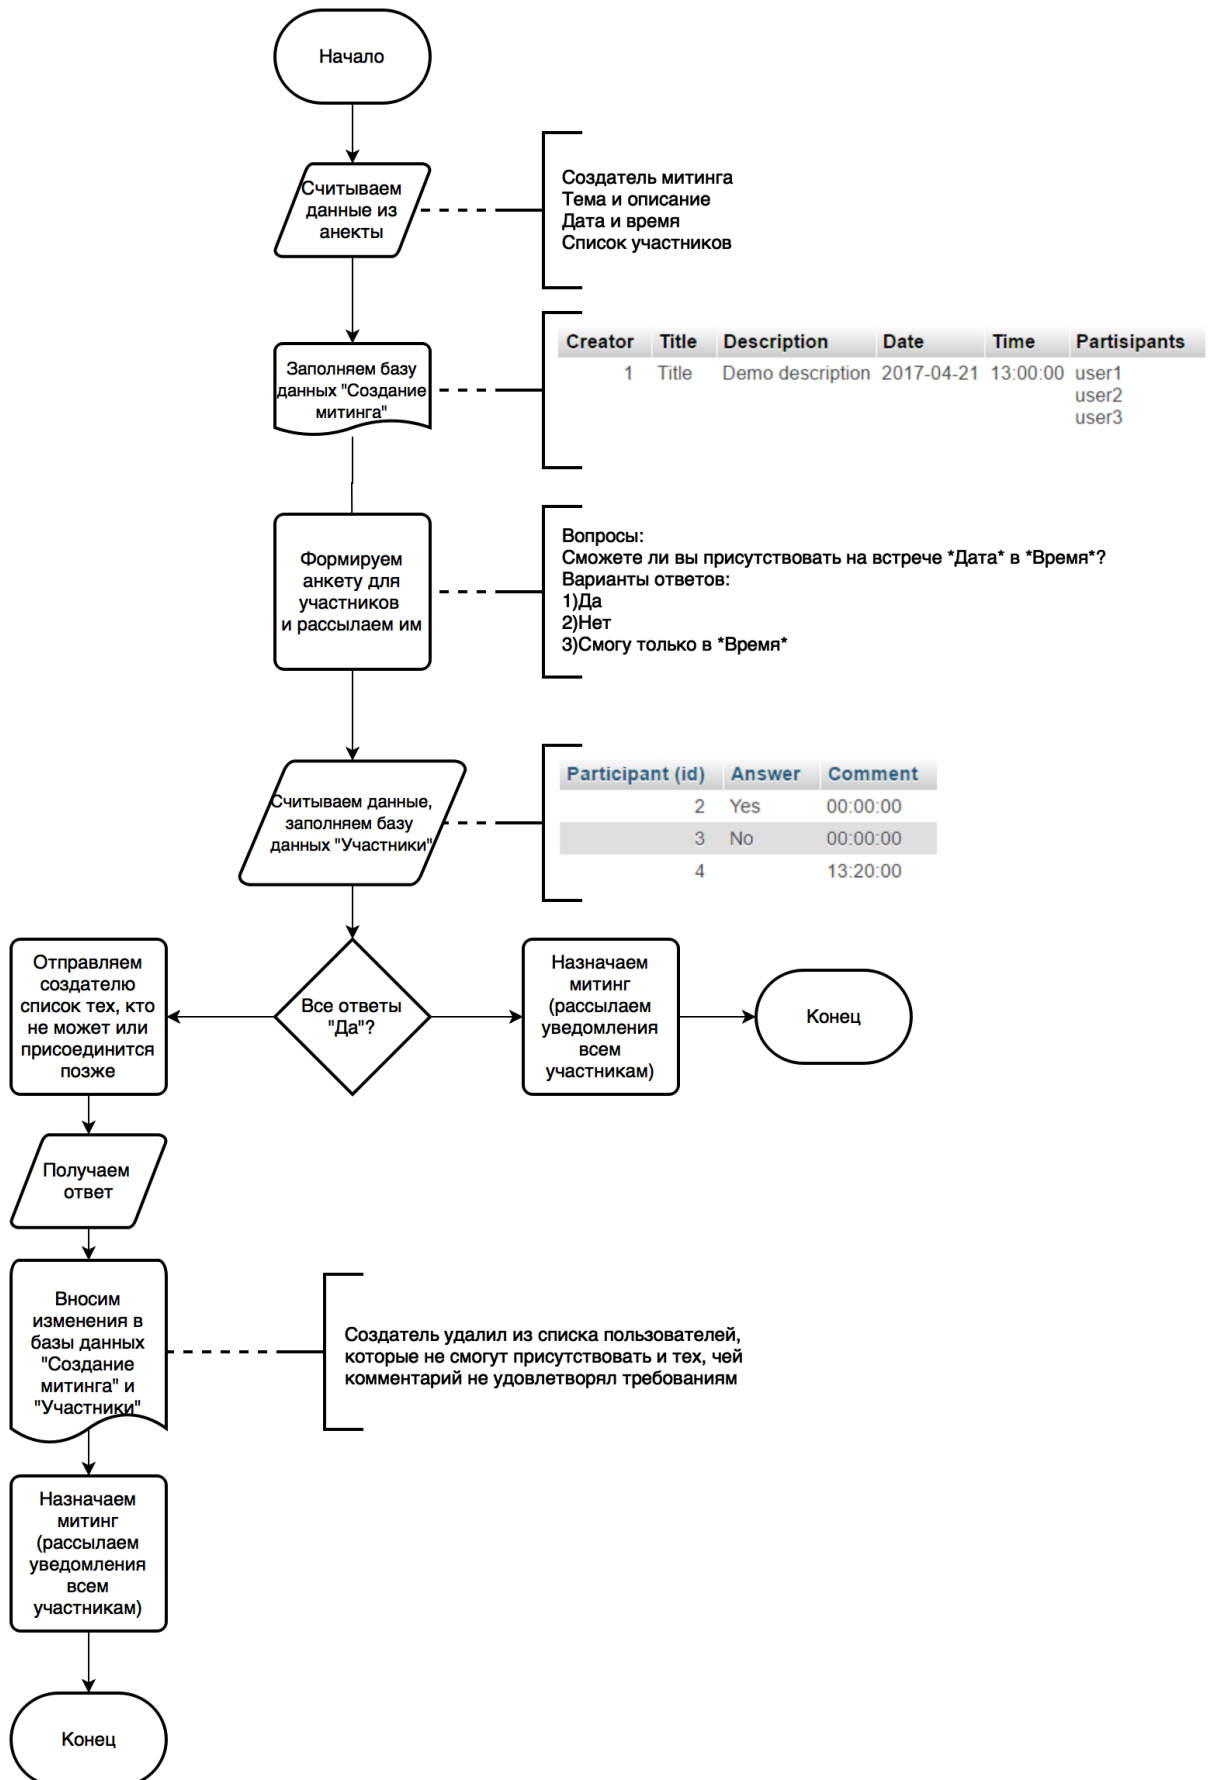 Начало
Считываем
данные из
анекты
Создатель митинга
Тема и описание
Дата и время
Список участников
Заполняем базу
данных "Создание
митинга"
Creator Title Description Date Time Partisipants
1 Title Demo description 2017-04-21 13:00:00 user1
user2
user3
Формируем
анкету для
участников
и рассылаем им
Вопросы:
Сможете ли вы присутствовать на встрече *Дата* в *Время*?
Варианты ответов:
1)Да
2)Нет
3)Смогу только в *Время*
Считываем данные,
заполняем базу
данных "Участники"
Participant (id) Answer Comment
2 Yes 00:00:00
3 No 00:00:00
4 13:20:00
Все ответы
"Да"?
Назначаем
митинг
(рассылаем
уведомления
всем
участникам)
Конец
Отправляем
создателю
список тех, кто
не может или
присоединится
позже
Получаем
ответ
Вносим
изменения в
базы данных
"Создание
митинга" и
"Участники"
Создатель удалил из списка пользователей,
которые не смогут присутствовать и тех, чей
комментарий не удовлетворял требованиям
Назначаем
митинг
(рассылаем
уведомления
всем
участникам)
Конец